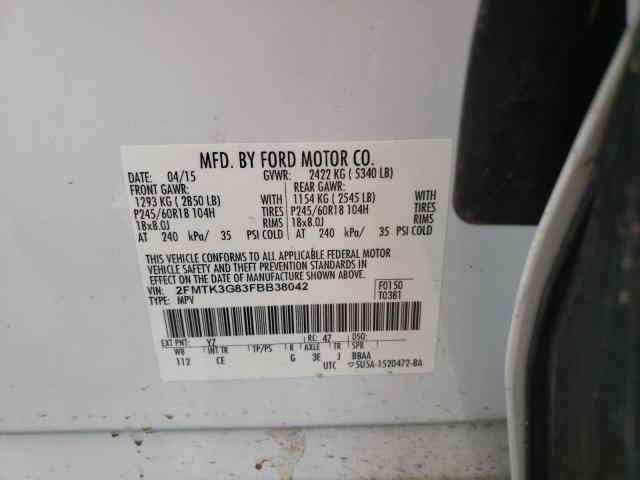 MFD. BY FORD MOTOR CO.
DATE: 04/15 GVWR: 2422 KG ( 5340 LB)
FRONT GAWR: REAR GAWR:
1293 KG ( 2850 LB) WITH 1154 KG ( 2545 LB) WITH
P245/60R18 104H TIRES P245/60R18 104H TIRES
18x8.0J RIMS 18x8.0J RIMS
AT 240 kPa/ 35 PSI COLD AT 240 kPa/ 35 PSI COLD
THIS VEHICLE CONFORMS TO ALL APPLICABLE FEDERAL MOTOR
VEHICLE SAFETY AND THEFT PREVENTION STANDARDS IN
EFFECT ON THE DATE OF MANUFACTURE SHOWN ABOVE.
VIN: 2FMTK3G83FBB38042 F0150
TYPE: MPV T0381
EXT PNT: YZ RC: 47 DSO:
WB INT TR TP/PS R AXLE TR SPR
112 CE G 3E J BBAA
UTC ▽5U5A-1520472-BA